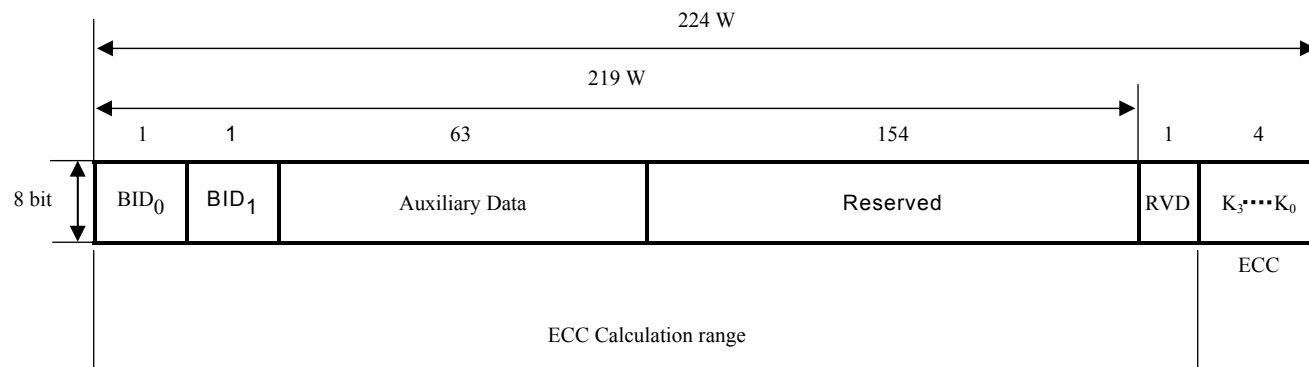 224 W
219 W
1 1 63 154 1 4
8 bit BID0 BID1 Auxiliary Data Reserved RVD K3····K0
ECC
ECC Calculation range